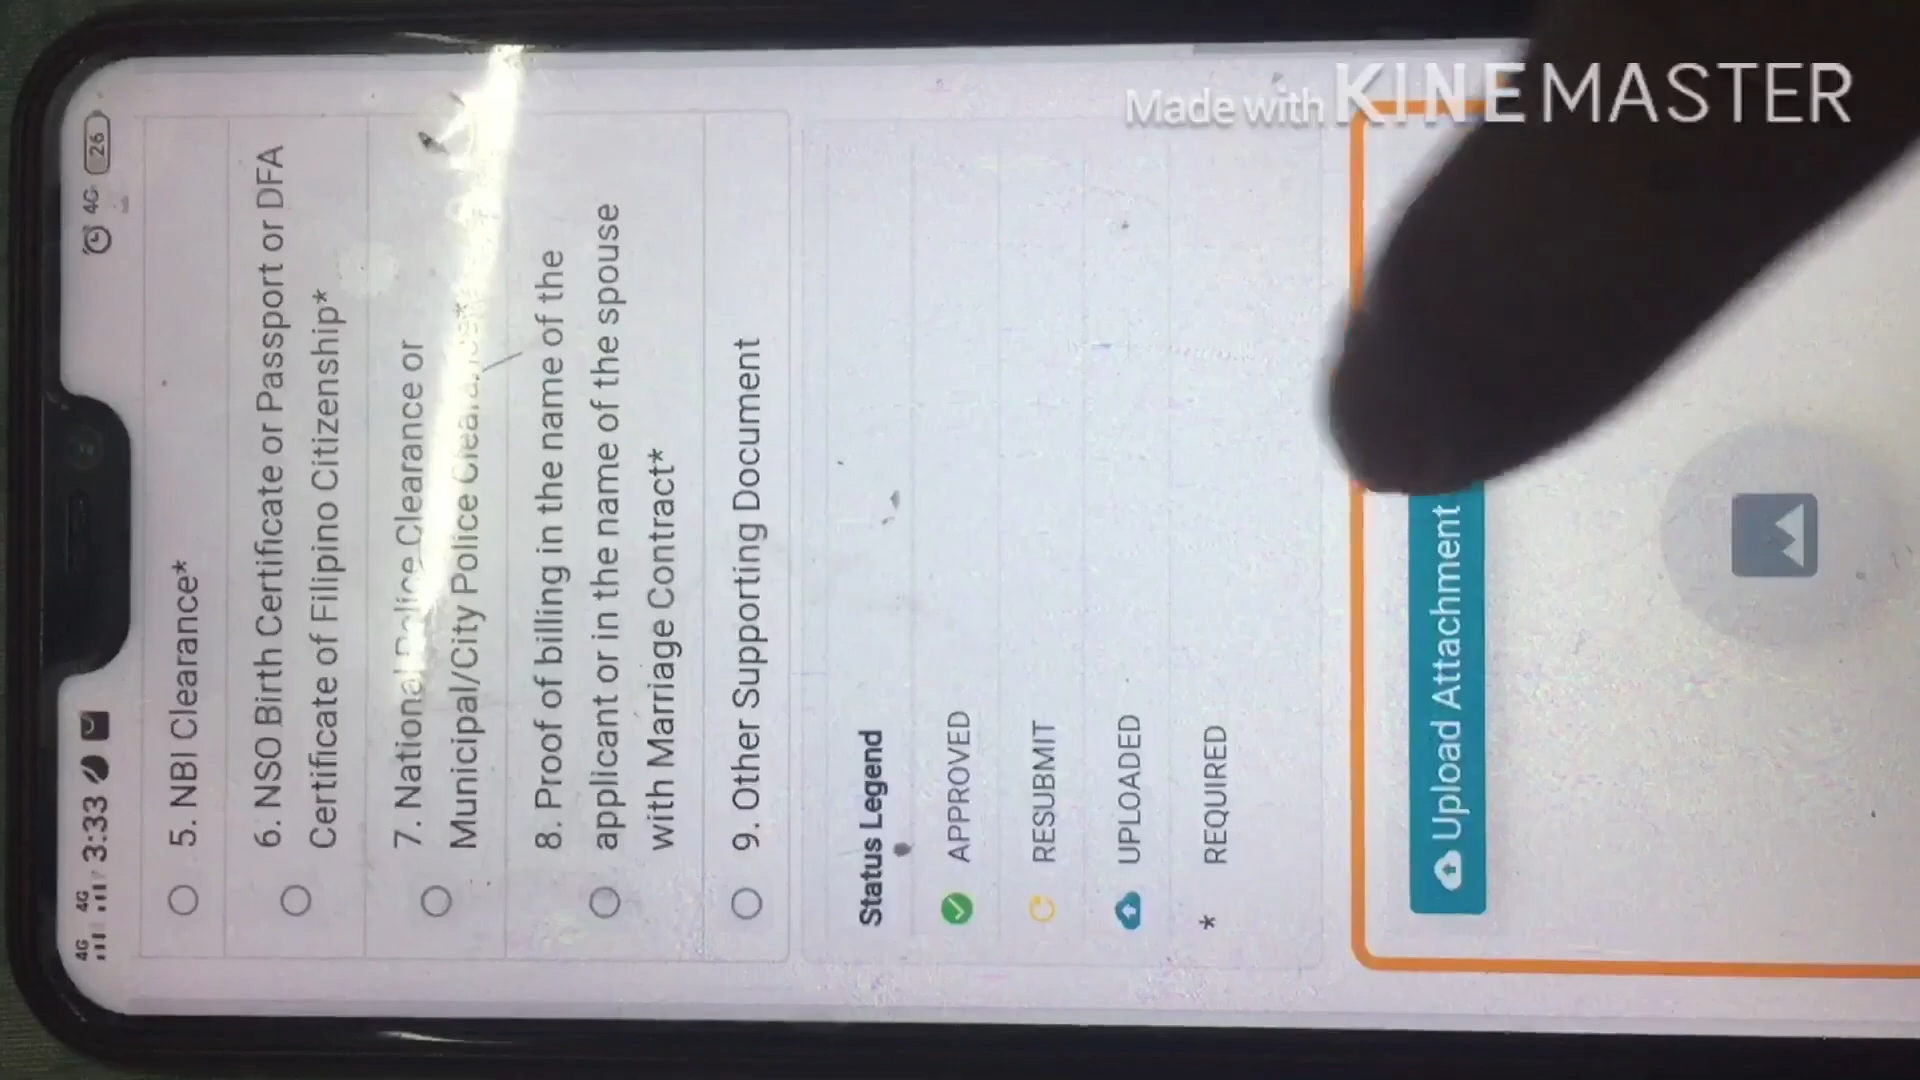 4G 4G 3:33 4G 26
5. NBI Clearance*
6. NSO Birth Certificate or Passport or DFA
Certificate of Filipino Citizenship*
7. National Police Clearance or
Municipal/City Police Clearance*
8. Proof of billing in the name of the
applicant or in the name of the spouse
with Marriage Contract*
9. Other Supporting Document
Status Legend
APPROVED
RESUBMIT
UPLOADED
* REQUIRED
Upload Attachment
Made with KINEMASTER